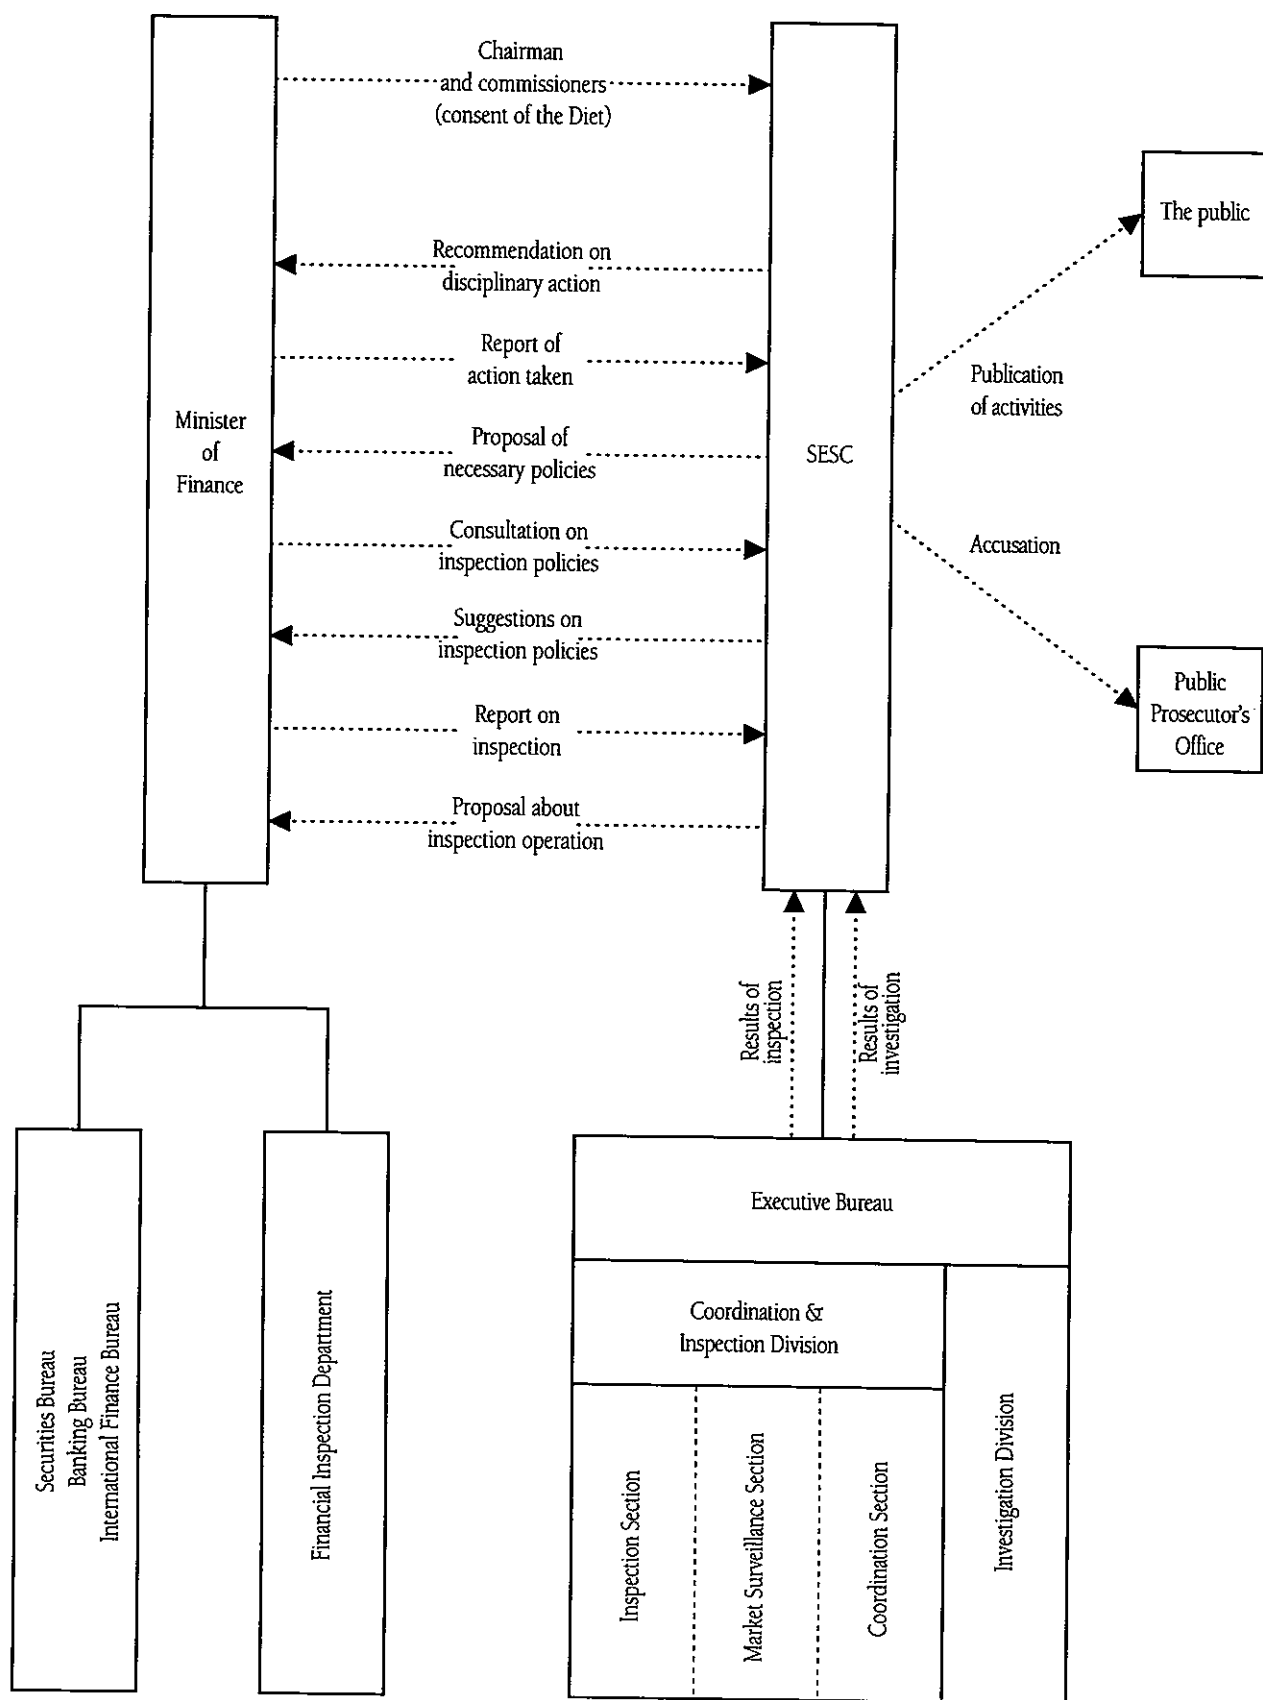 Chairman
and commissioners
(consent of the Diet)
The public
Recommendation on
disciplinary action
Report of
action taken
Publication
of activities
Minister
of
Finance
Proposal of
necessary policies
SESC
Consultation on
inspection policies
Accusation
Suggestions on
inspection policies
Public
Prosecutor's
Office
Report on
inspection
Proposal about
inspection operation
Results of
inspection
Results of
investigation
Executive Bureau
Coordination &
Inspection Division
Securities Bureau
Banking Bureau
International Finance Bureau
Financial Inspection Department
Inspection Section
Market Surveillance Section
Coordination Section
Investigation Division